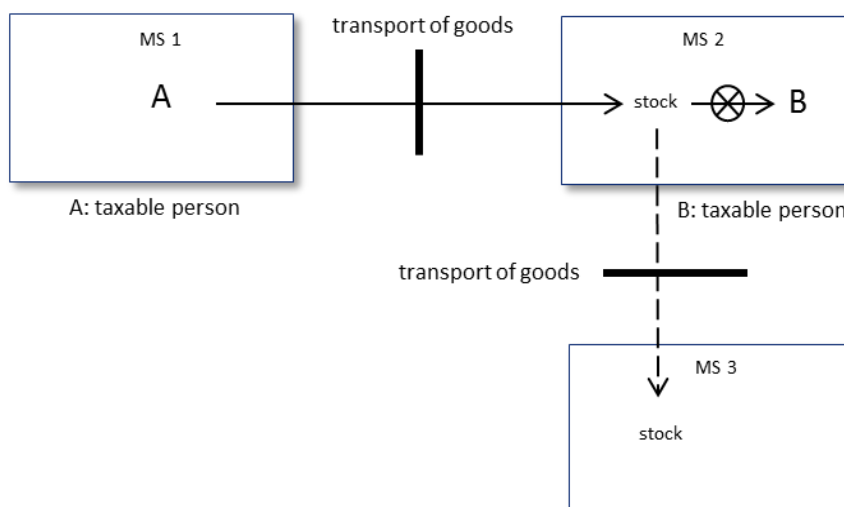 MS 1
transport of goods
MS 2
A
stock
B
A: taxable person
B: taxable person
transport of goods
MS 3
stock